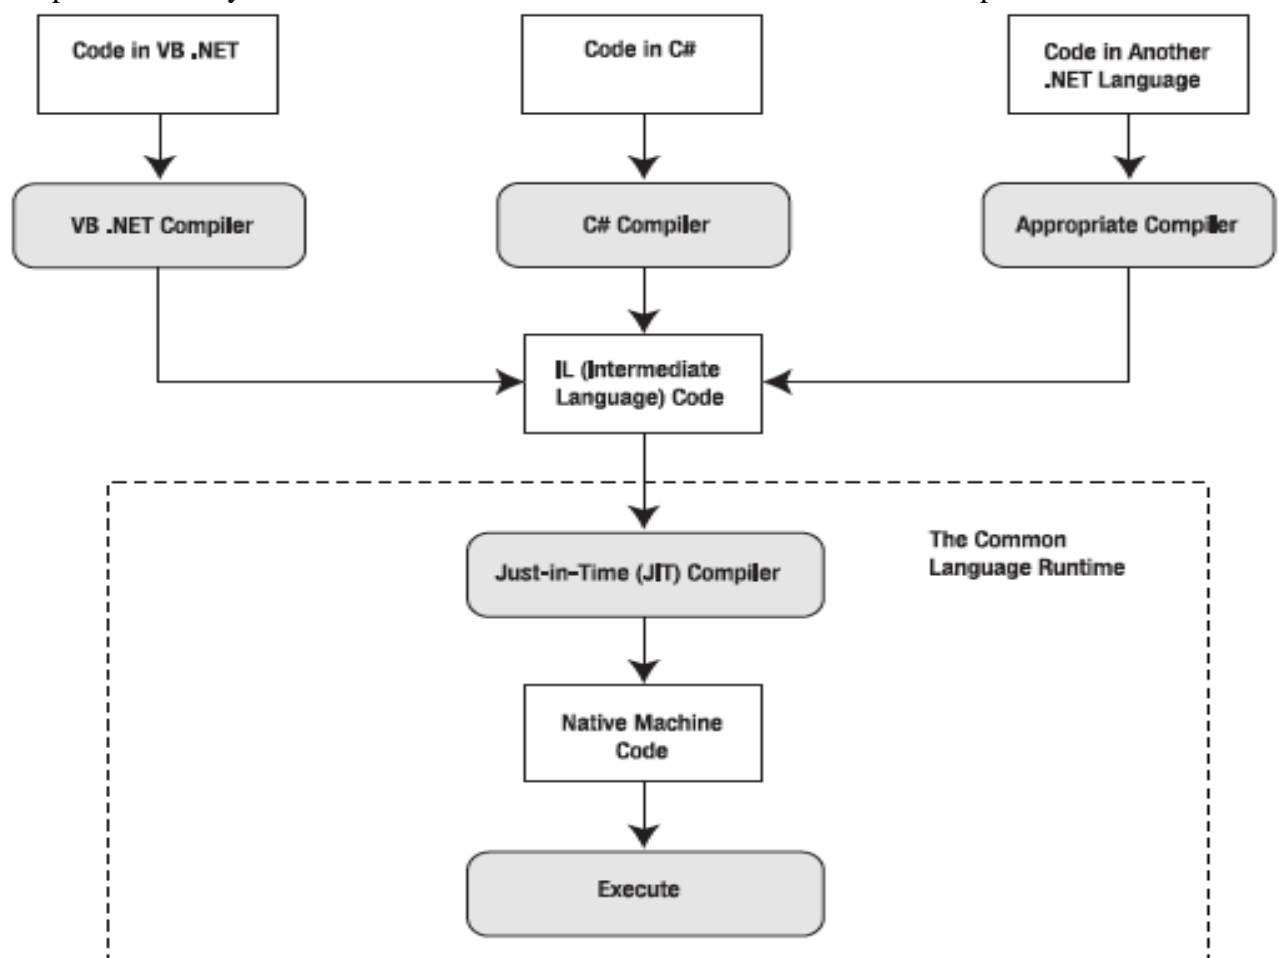 Code in VB .NET
Code in C#
Code in Another
.NET Language
VB .NET Compiler
C# Compiler
Appropriate Compiler
IL (Intermediate
Language) Code
The Common
Language Runtime
Just-in-Time (JIT) Compiler
Native Machine
Code
Execute